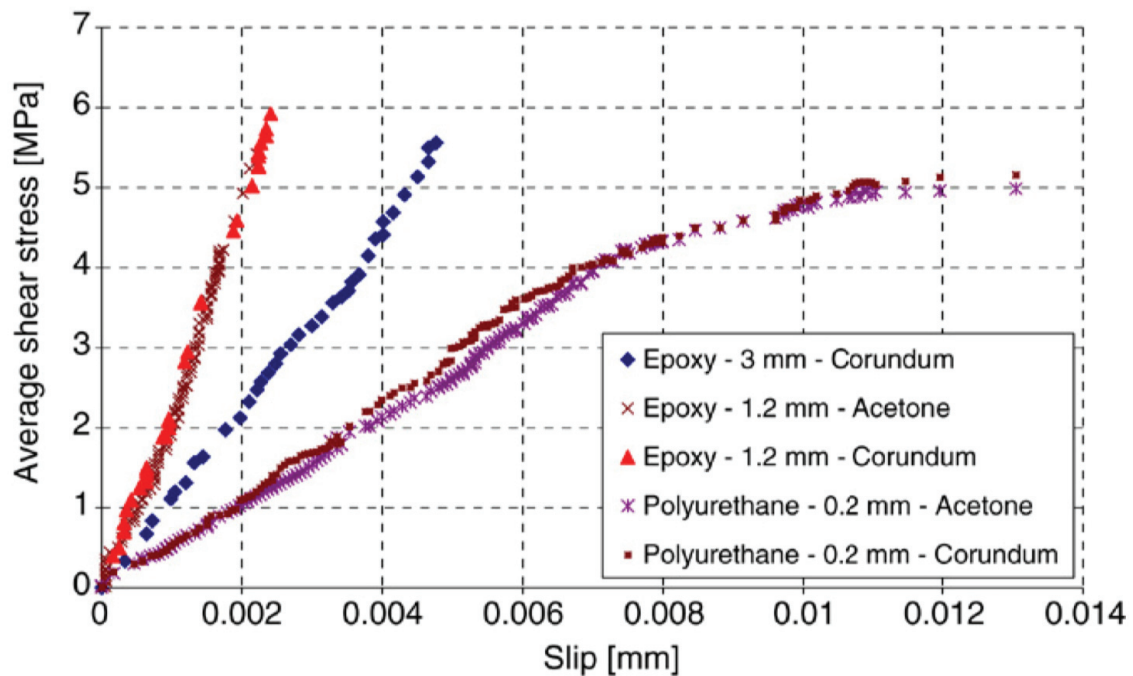 7
6
5
4
3
2
1
0
Average shear stress [MPa]
Epoxy - 3 mm - Corundum
Epoxy - 1.2 mm - Acetone
Epoxy - 1.2 mm - Corundum
Polyurethane - 0.2 mm - Acetone
Polyurethane - 0.2 mm - Corundum
0 0.002 0.004 0.006 0.008 0.01 0.012 0.014
Slip [mm]